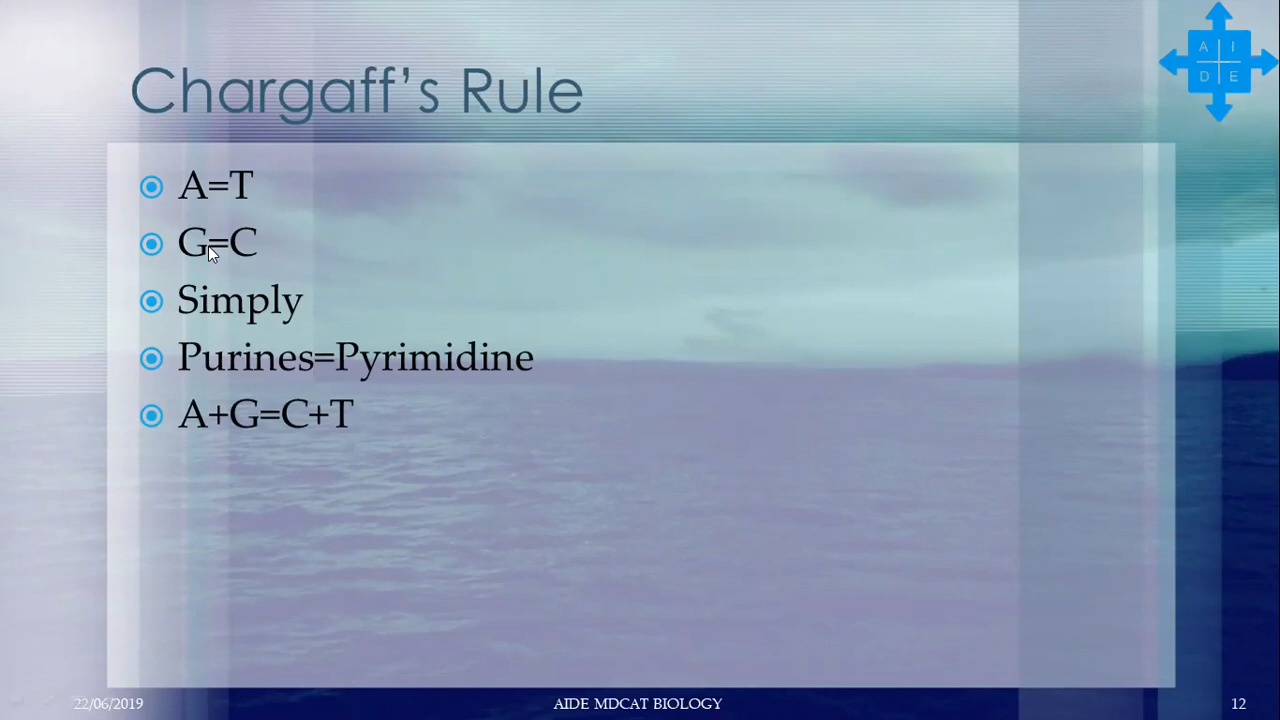 Chargaff's Rule
A I
D E
A=T
G=C
Simply
Purines=Pyrimidine
A+G=C+T
22/06/2019
AIDE MDCAT BIOLOGY
12